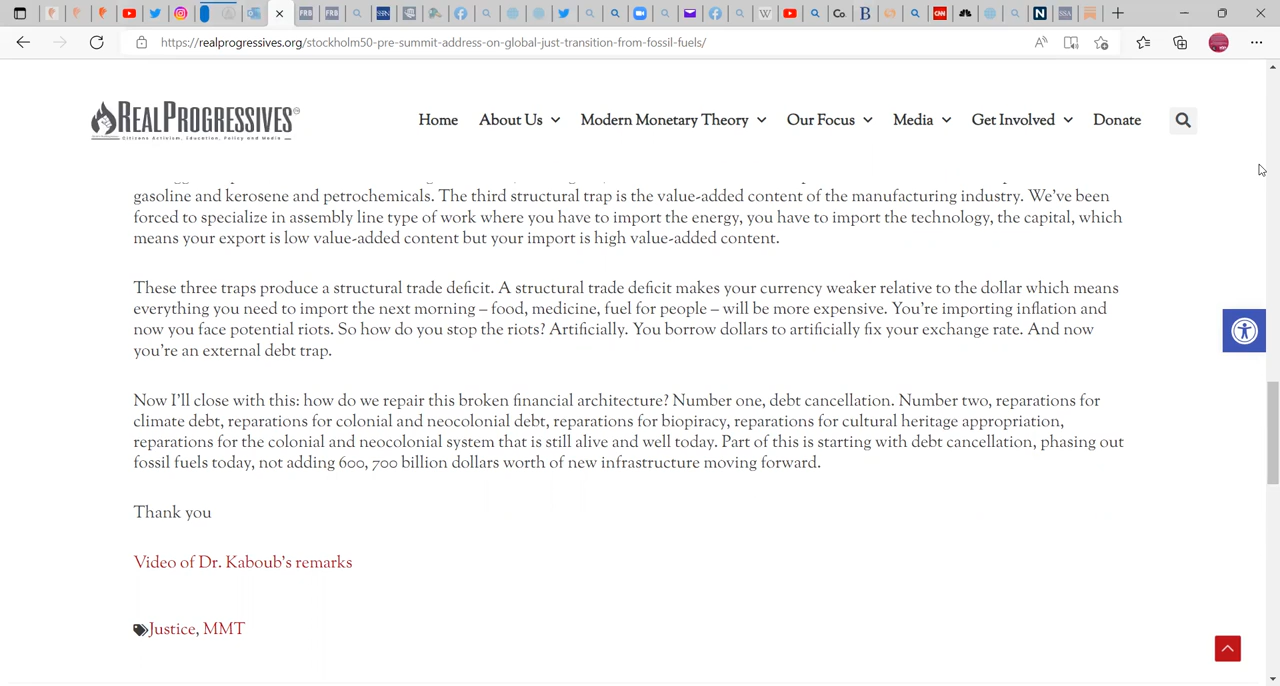 https://realprogressives.org/stockholm50-pre-summit-address-on-global-just-transition-from-fossil-fuels/
REALPROGRESSIVES
Citizens Activism, Education, Policy and Media
Home About Us Modern Monetary Theory Our Focus Media Get Involved Donate
gasoline and kerosene and petrochemicals. The third structural trap is the value-added content of the manufacturing industry. We've been
forced to specialize in assembly line type of work where you have to import the energy, you have to import the technology, the capital, which
means your export is low value-added content but your import is high value-added content.
These three traps produce a structural trade deficit. A structural trade deficit makes your currency weaker relative to the dollar which means
everything you need to import the next morning – food, medicine, fuel for people – will be more expensive. You're importing inflation and
now you face potential riots. So how do you stop the riots? Artificially. You borrow dollars to artificially fix your exchange rate. And now
you're an external debt trap.
Now I'll close with this: how do we repair this broken financial architecture? Number one, debt cancellation. Number two, reparations for
climate debt, reparations for colonial and neocolonial debt, reparations for biopiracy, reparations for cultural heritage appropriation,
reparations for the colonial and neocolonial system that is still alive and well today. Part of this is starting with debt cancellation, phasing out
fossil fuels today, not adding 600, 700 billion dollars worth of new infrastructure moving forward.
Thank you
Video of Dr. Kaboub's remarks
Justice, MMT